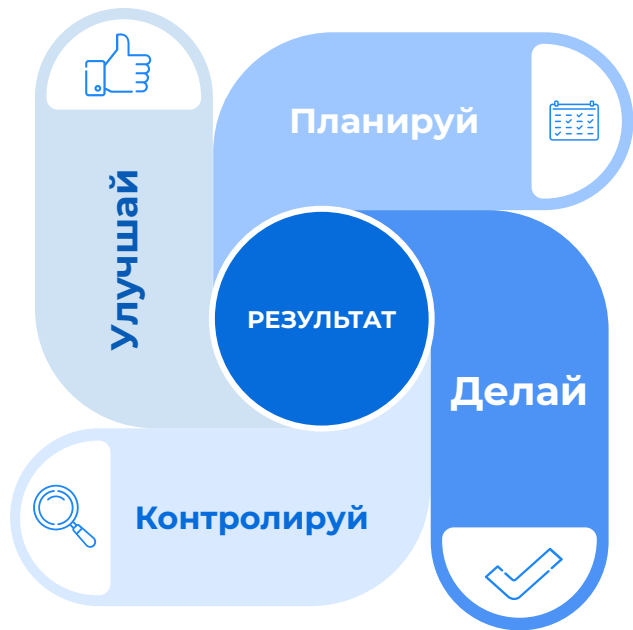 Планируй
Улучшай
РЕЗУЛЬТАТ
Делай
Контролируй